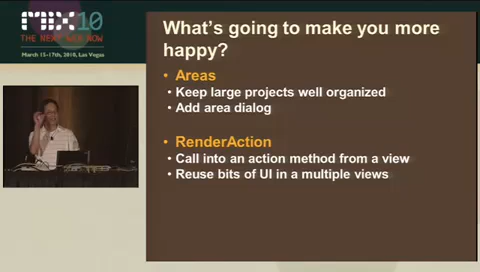 MIX10
THE NEXT WEB NOW
March 15-17th, 2010, Las Vegas
What's going to make you more
happy?
• Areas
• Keep large projects well organized
• Add area dialog
• RenderAction
• Call into an action method from a view
• Reuse bits of UI in a multiple views